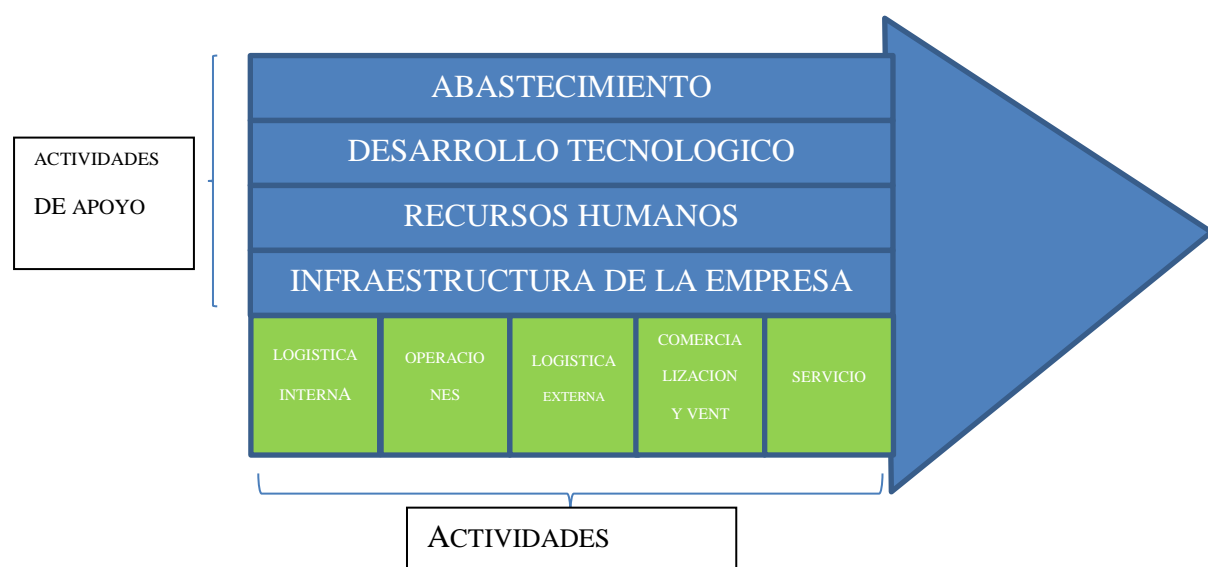 ABASTECIMIENTO
DESARROLLO TECNOLOGICO
RECURSOS HUMANOS
INFRAESTRUCTURA DE LA EMPRESA
ACTIVIDADES
DE APOYO
LOGISTICA
INTERNA
OPERACIO
NES
LOGISTICA
EXTERNA
COMERCIA
LIZACION
Y VENT
SERVICIO
ACTIVIDADES